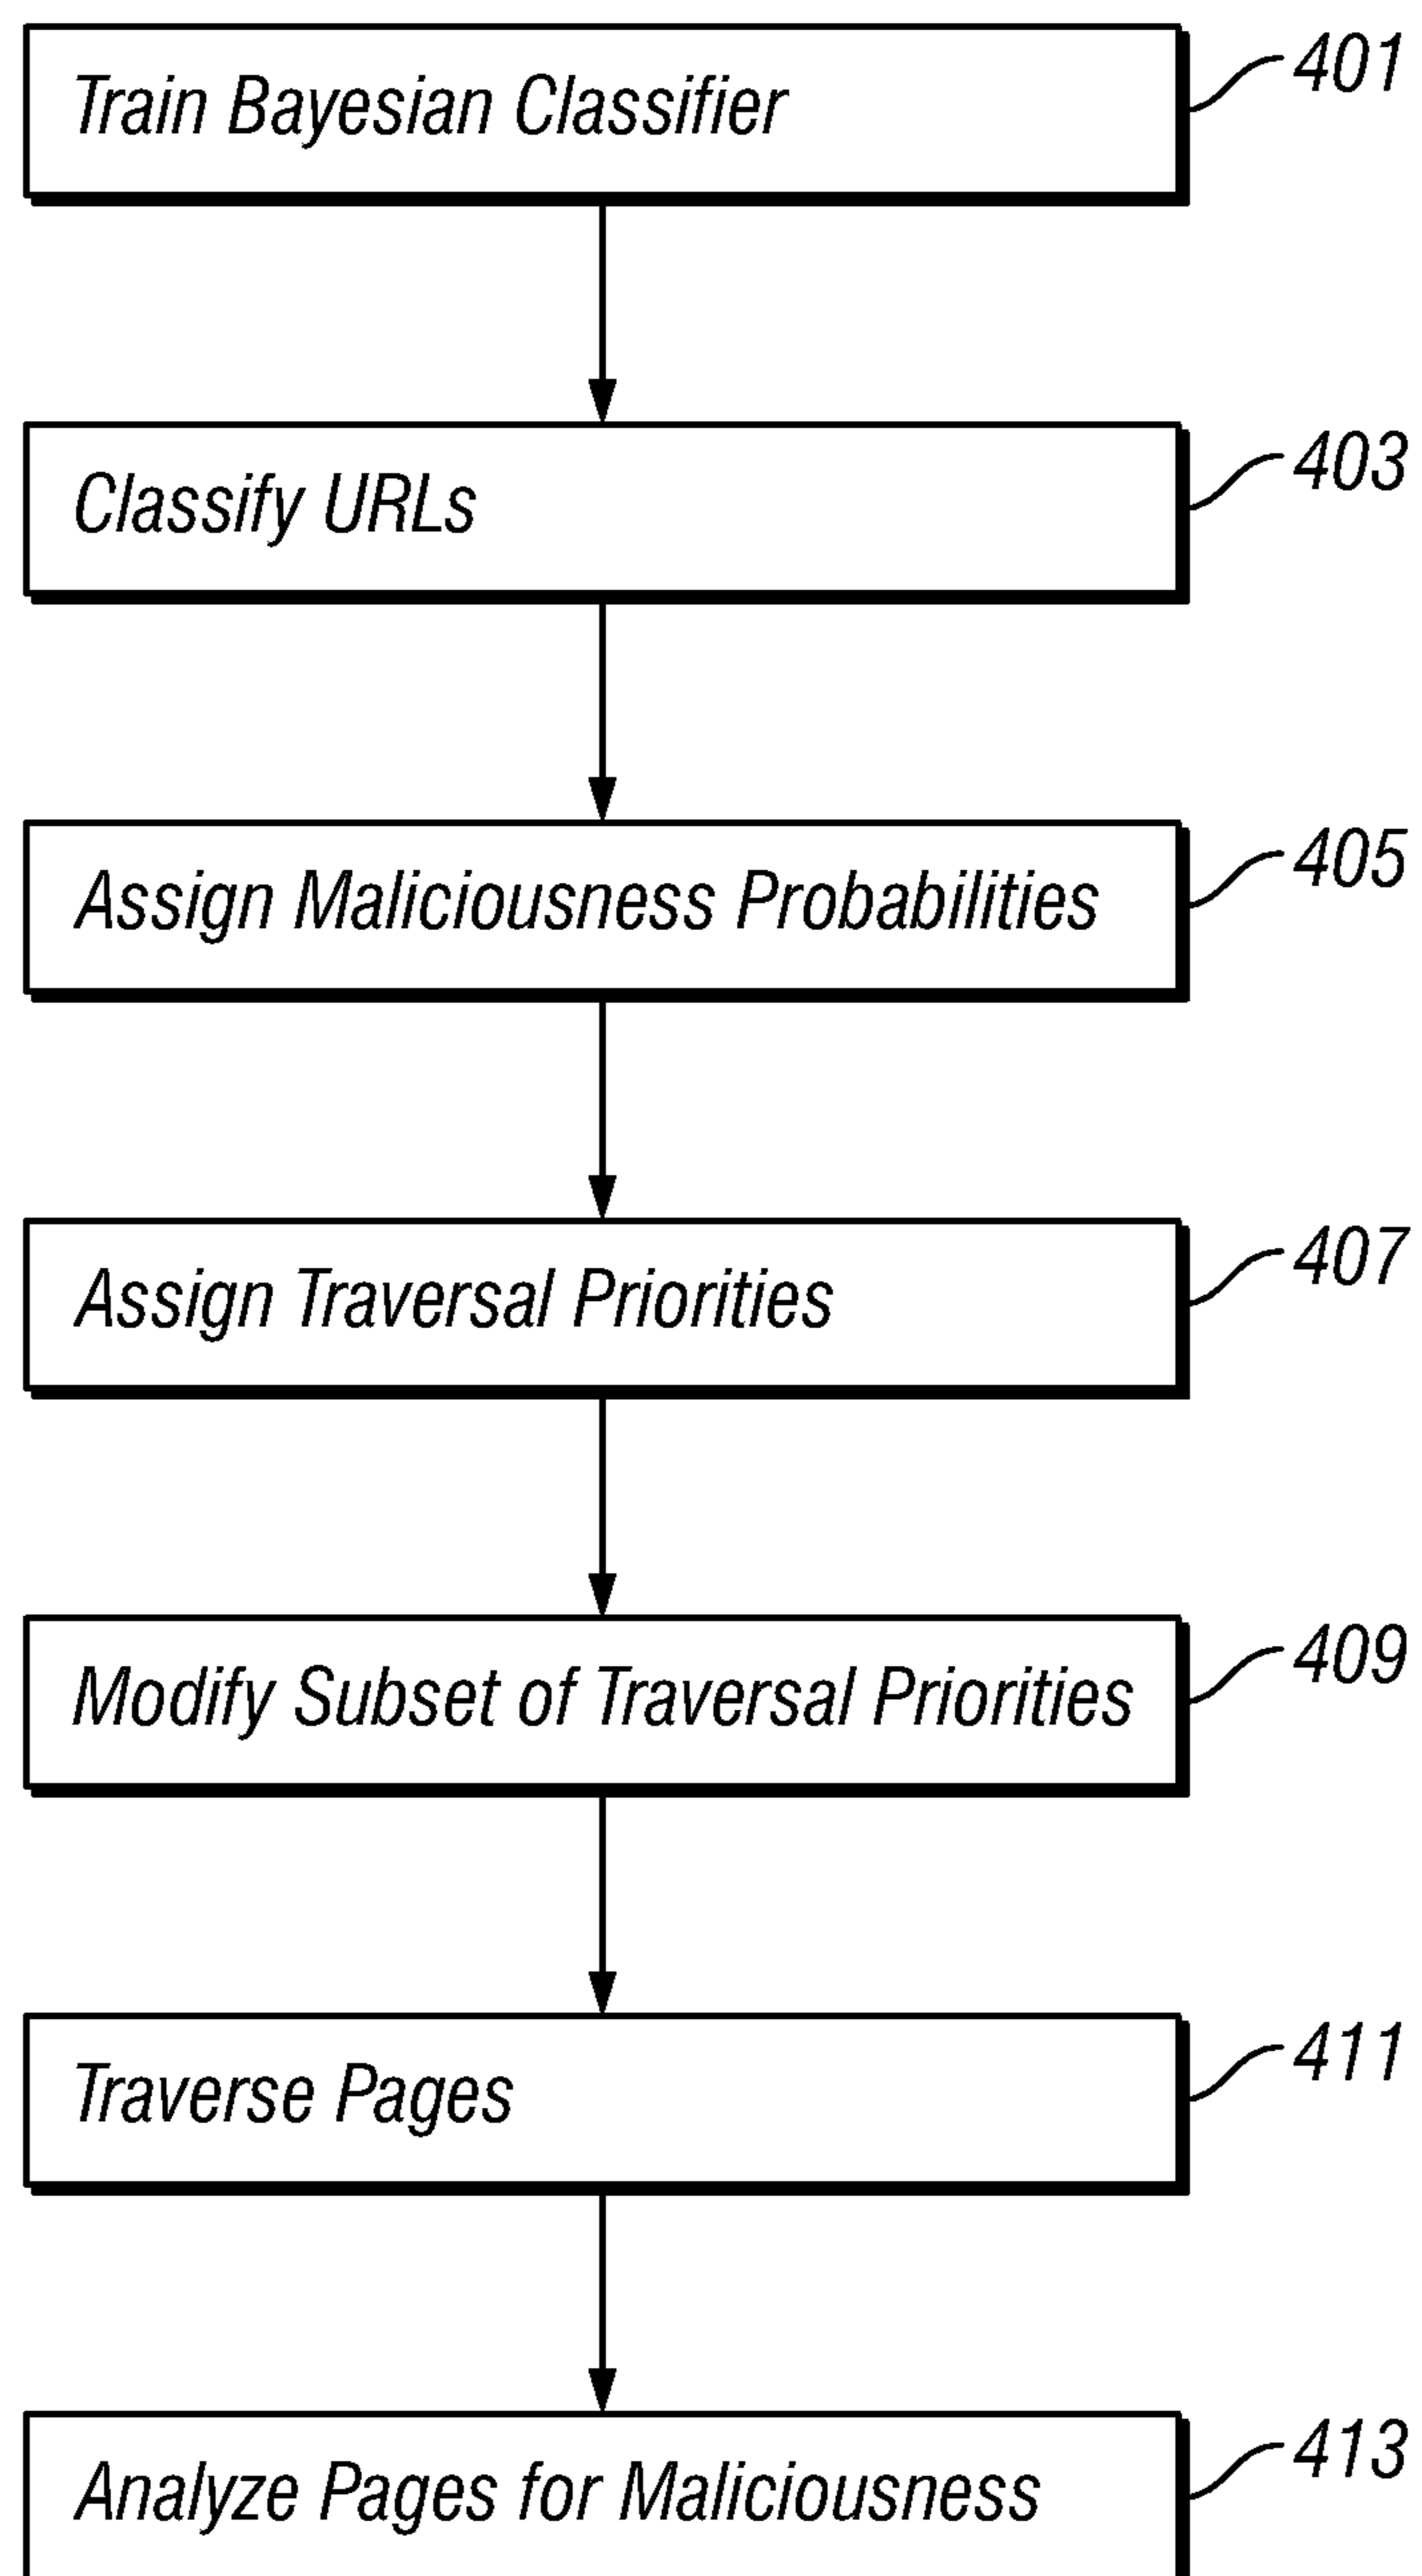 Train Bayesian Classifier
401
Classify URLs
403
Assign Maliciousness Probabilities
405
Assign Traversal Priorities
407
Modify Subset of Traversal Priorities
409
Traverse Pages
411
Analyze Pages for Maliciousness
413